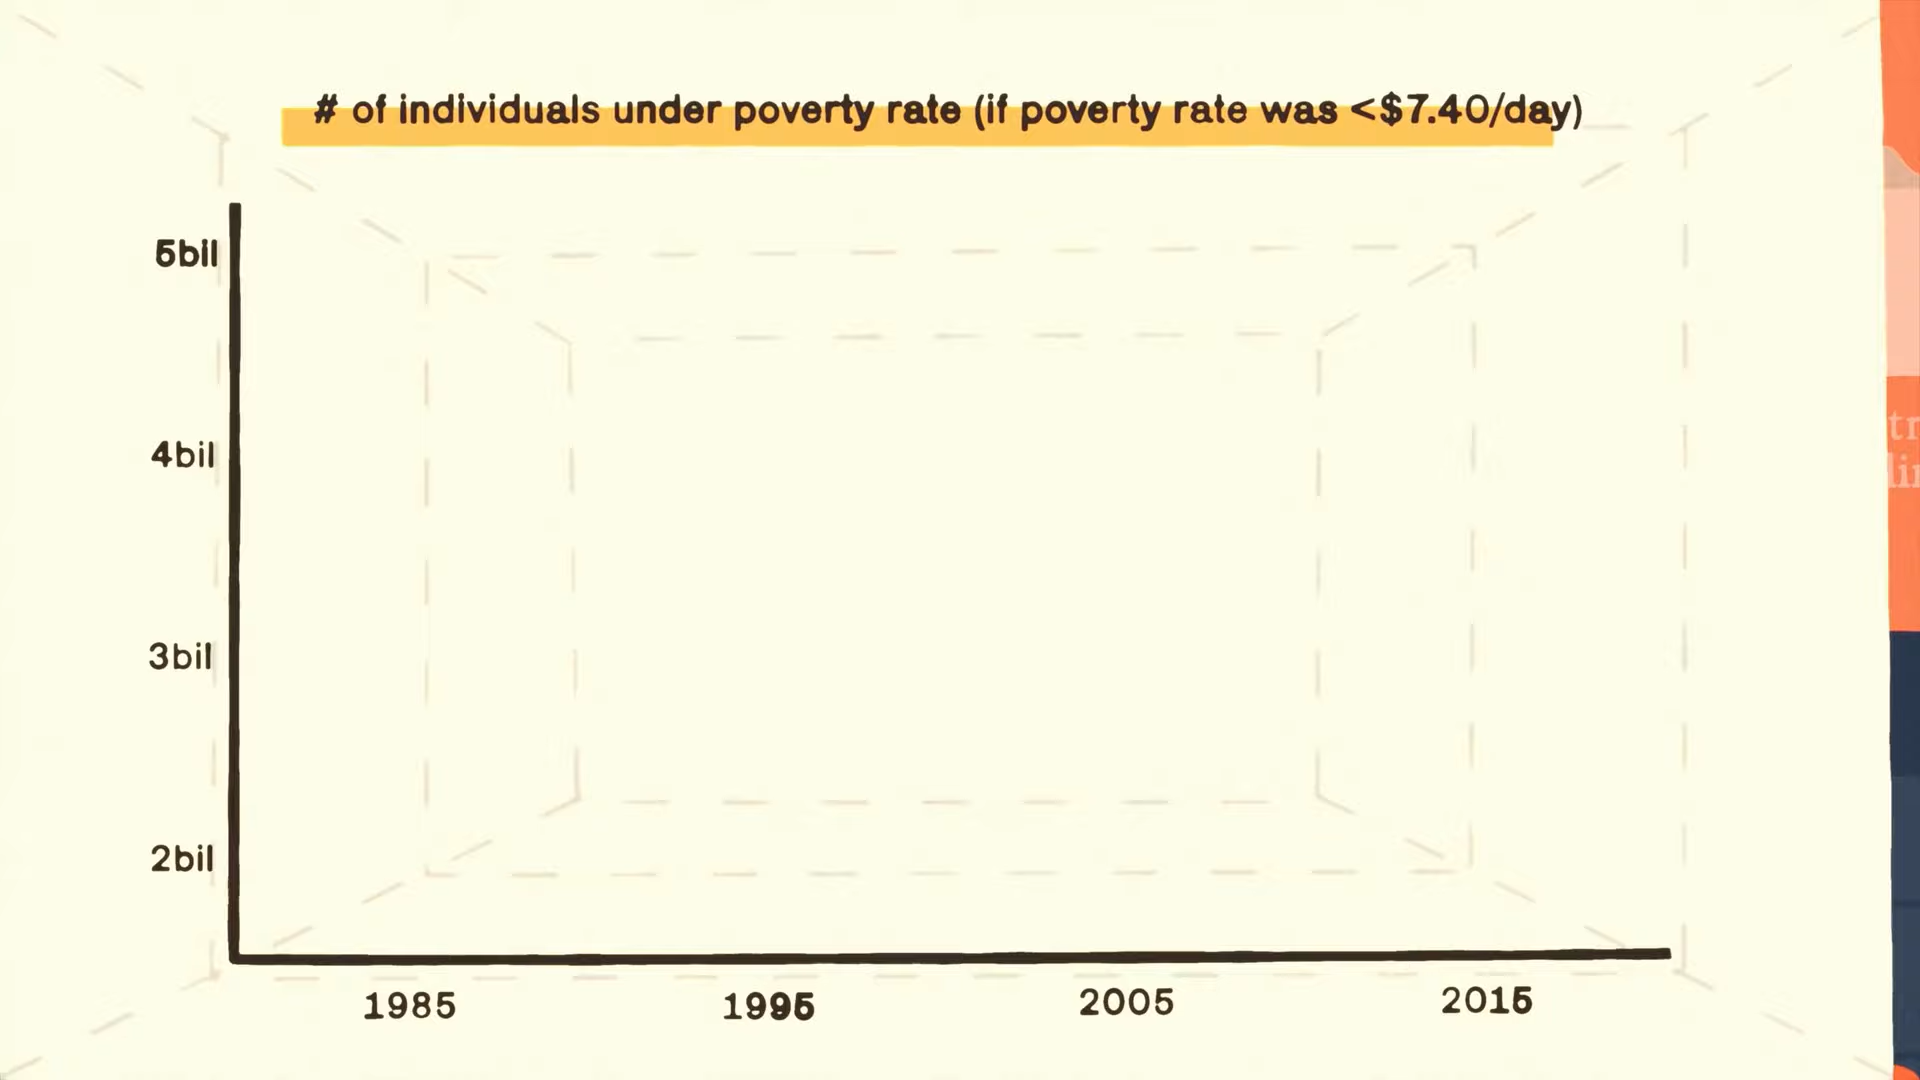 # of individuals under poverty rate (if poverty rate was <$7.40/day)
5bil
4bil
3bil
2bil
1985 1995 2005 2015